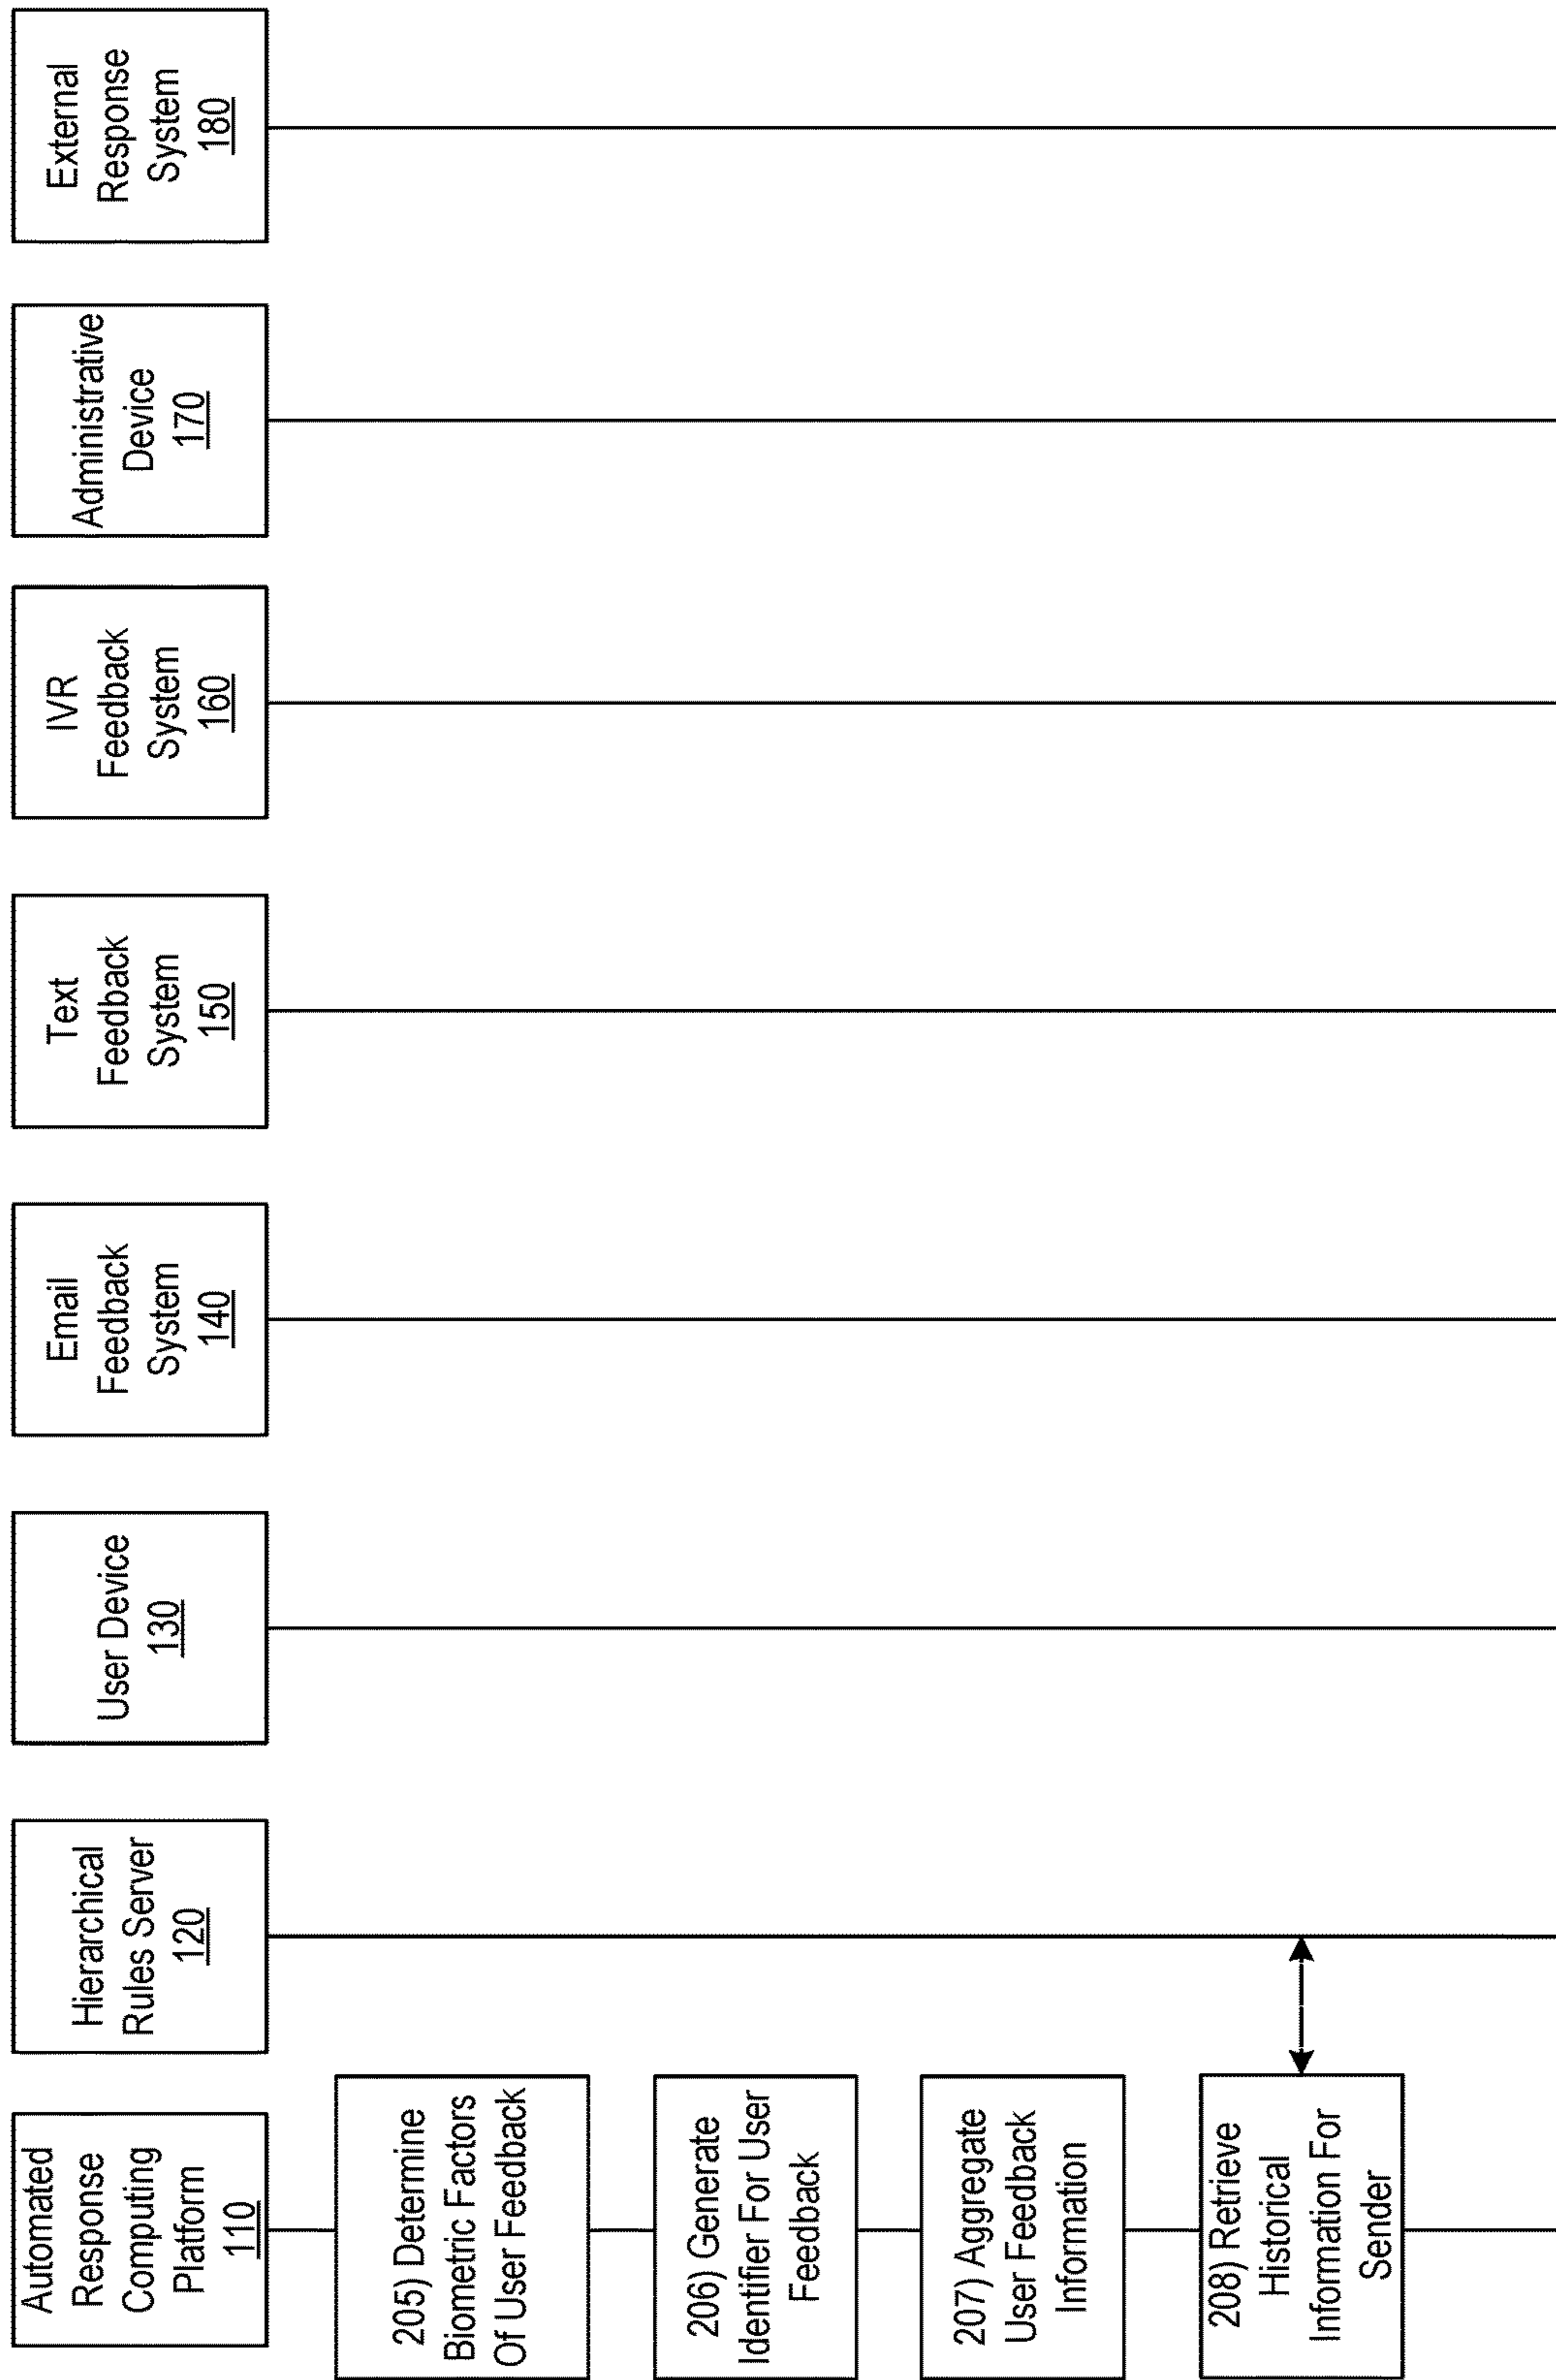 Automated
Response
Computing
Platform
110
Hierarchical
Rules Server
120
User Device
130
Email
Feedback
System
140
Text
Feedback
System
150
IVR
Feedback
System
160
Administrative
Device
170
External
Response
System
180
205) Determine
Biometric Factors
Of User Feedback
206) Generate
Identifier For User
Feedback
207) Aggregate
User Feedback
Information
208) Retrieve
Historical
Information For
Sender